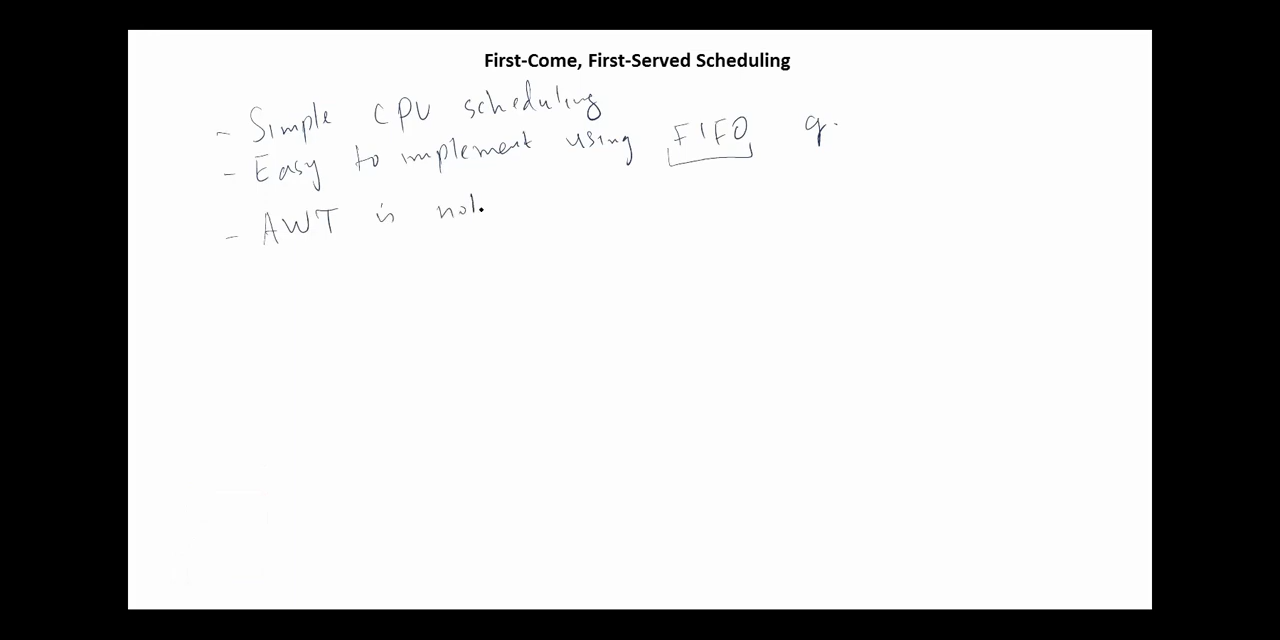 First-Come, First-Served Scheduling
- Simple CPU scheduling
- Easy to implement using FIFO q.
- AWT is not